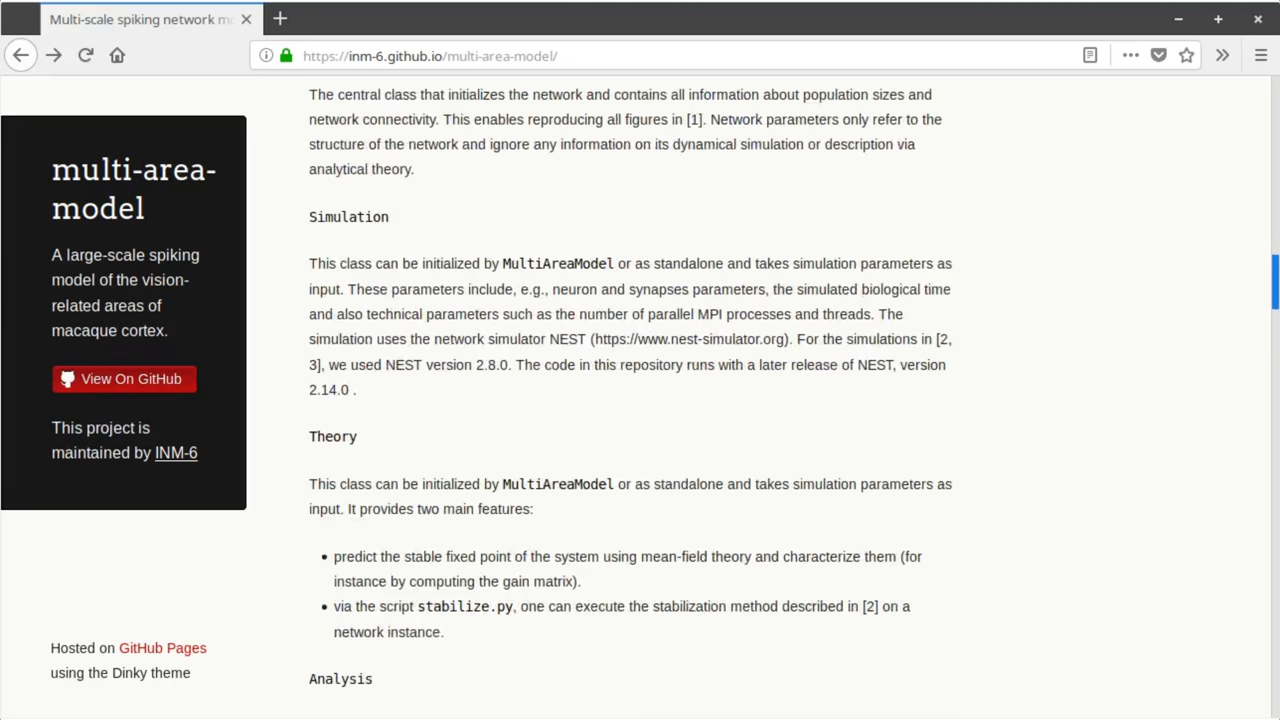 Multi-scale spiking network mo
https://inm-6.github.io/multi-area-model/
The central class that initializes the network and contains all information about population sizes and
network connectivity. This enables reproducing all figures in [1]. Network parameters only refer to the
structure of the network and ignore any information on its dynamical simulation or description via
analytical theory.
multi-area-
model
A large-scale spiking
model of the vision-
related areas of
macaque cortex.
View On GitHub
This project is
maintained by INM-6
Simulation
This class can be initialized by MultiAreaModel or as standalone and takes simulation parameters as
input. These parameters include, e.g., neuron and synapses parameters, the simulated biological time
and also technical parameters such as the number of parallel MPI processes and threads. The
simulation uses the network simulator NEST (https://www.nest-simulator.org). For the simulations in [2,
3], we used NEST version 2.8.0. The code in this repository runs with a later release of NEST, version
2.14.0 .
Theory
This class can be initialized by MultiAreaModel or as standalone and takes simulation parameters as
input. It provides two main features:
• predict the stable fixed point of the system using mean-field theory and characterize them (for
instance by computing the gain matrix).
• via the script stabilize.py, one can execute the stabilization method described in [2] on a
network instance.
Hosted on GitHub Pages
using the Dinky theme
Analysis